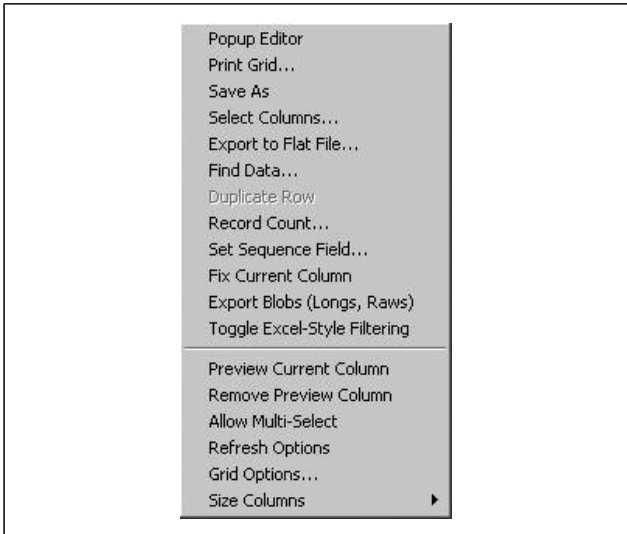 Popup Editor
Print Grid...
Save As
Select Columns...
Export to Flat File...
Find Data...
Duplicate Row
Record Count...
Set Sequence Field...
Fix Current Column
Export Blobs (Longs, Raws)
Toggle Excel-Style Filtering
Preview Current Column
Remove Preview Column
Allow Multi-Select
Refresh Options
Grid Options...
Size Columns